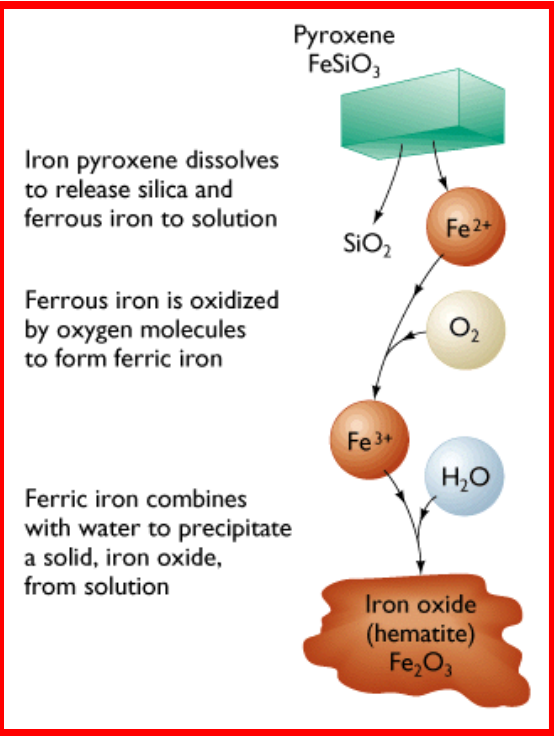 Pyroxene
FeSiO₃
Iron pyroxene dissolves
to release silica and
ferrous iron to solution
SiO₂
Fe²⁺
Ferrous iron is oxidized
by oxygen molecules
to form ferric iron
O₂
Fe³⁺
H₂O
Ferric iron combines
with water to precipitate
a solid, iron oxide,
from solution
Iron oxide
(hematite)
Fe₂O₃